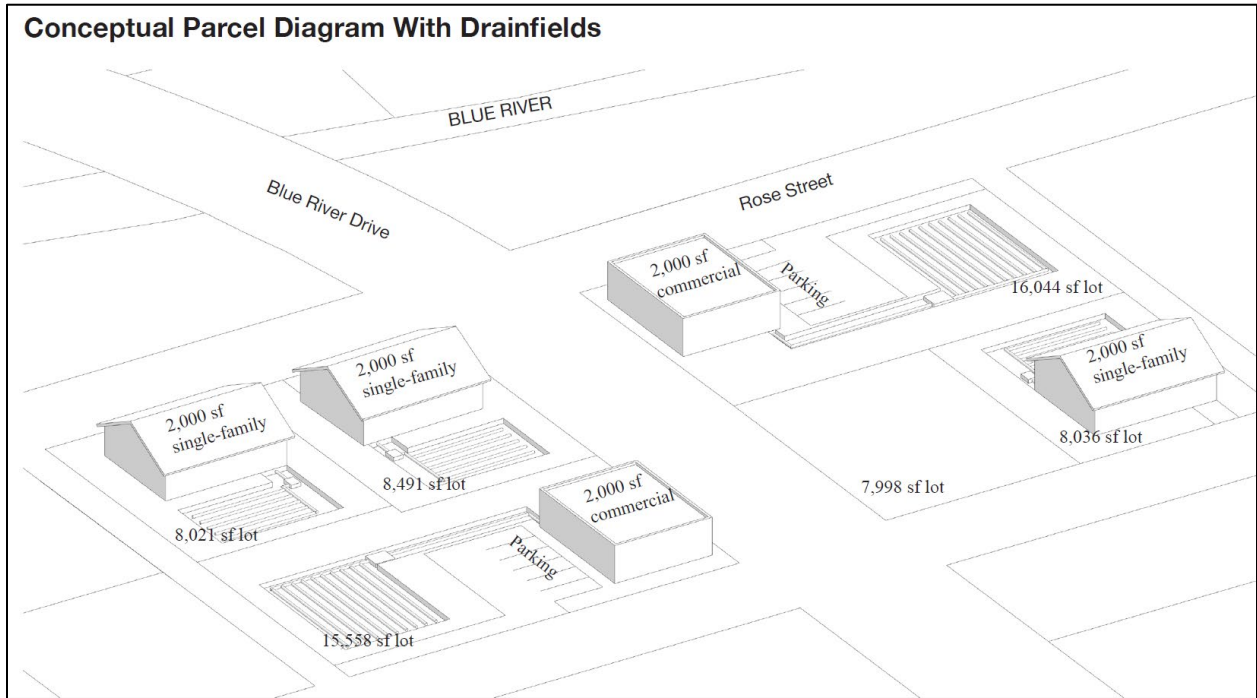 Conceptual Parcel Diagram With Drainfields
BLUE RIVER
Blue River Drive
Rose Street
2,000 sf
commercial
Parking
16,044 sf lot
2,000 sf
single-family
8,036 sf lot
7,998 sf lot
2,000 sf
single-family
8,491 sf lot
2,000 sf
single-family
8,021 sf lot
2,000 sf
commercial
Parking
15,558 sf lot